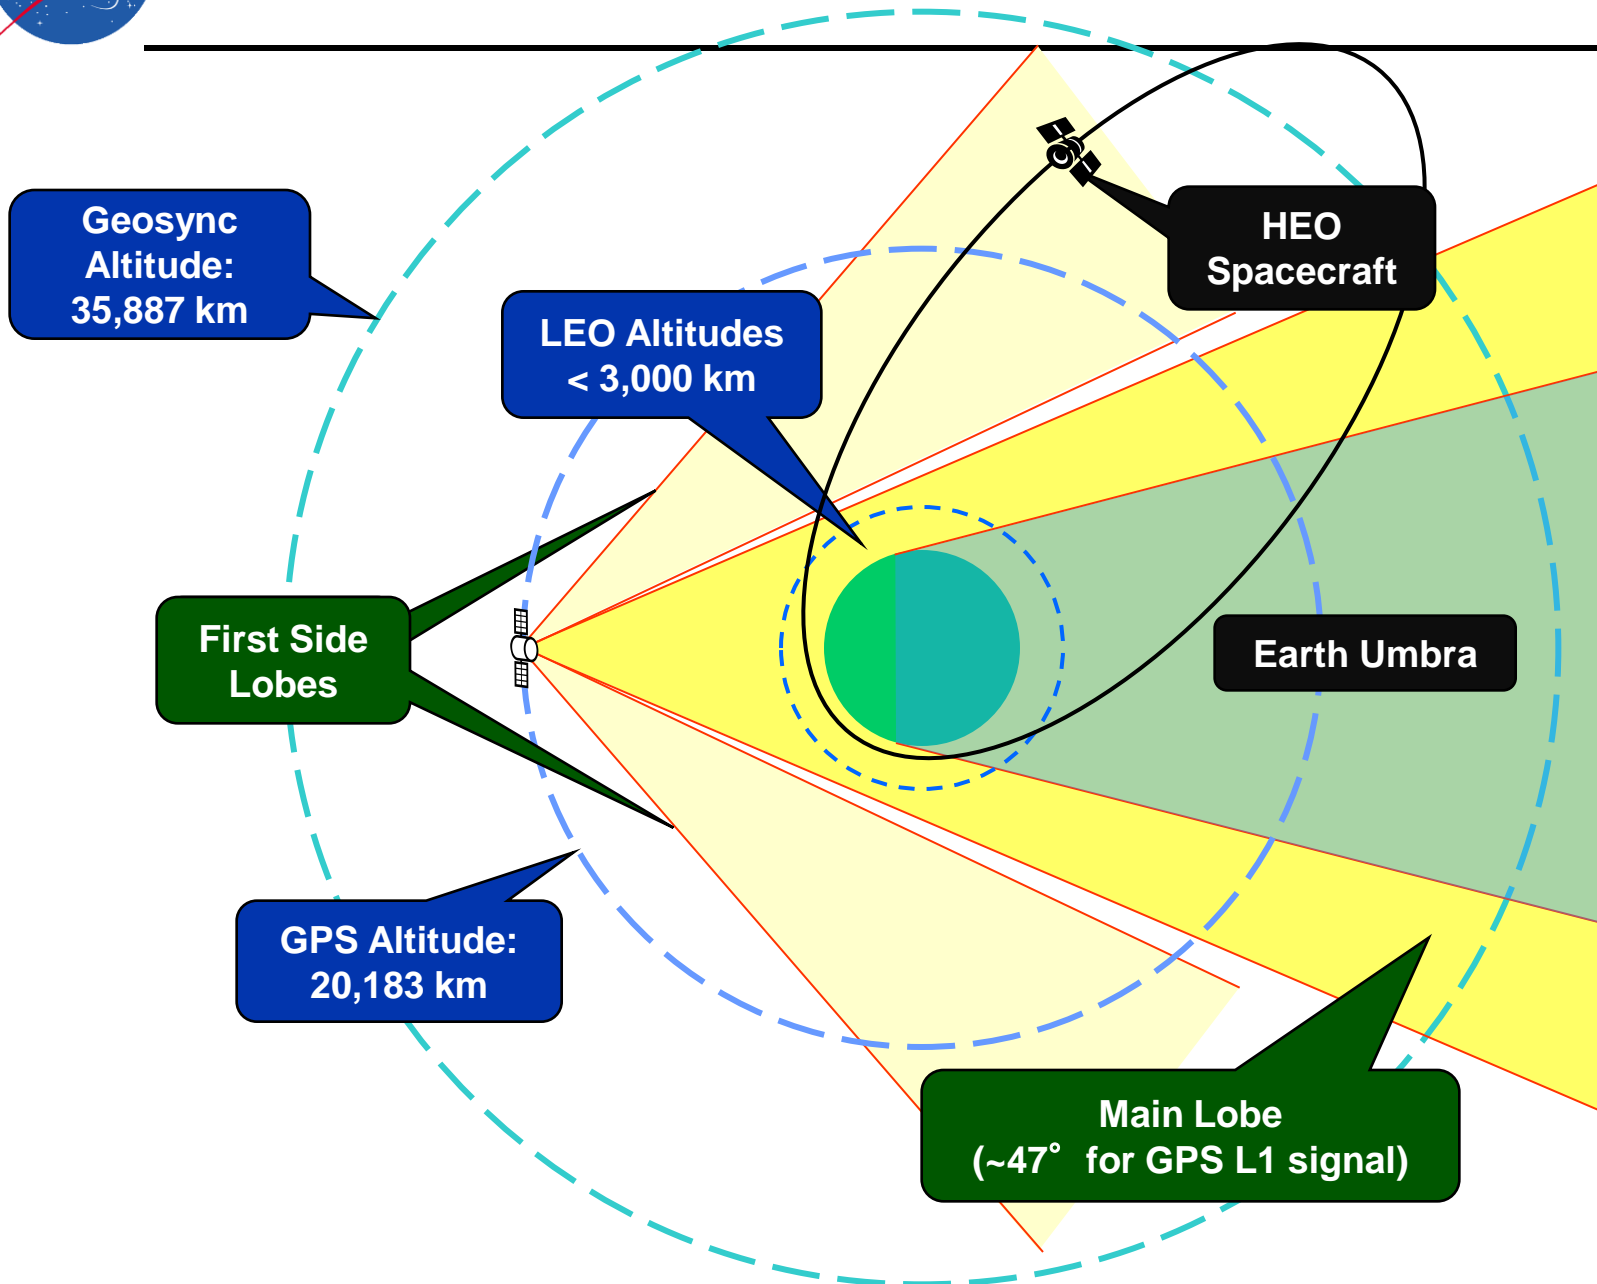 Geosync
Altitude:
35,887 km
HEO
Spacecraft
LEO Altitudes
< 3,000 km
First Side
Lobes
Earth Umbra
GPS Altitude:
20,183 km
Main Lobe
(~47° for GPS L1 signal)